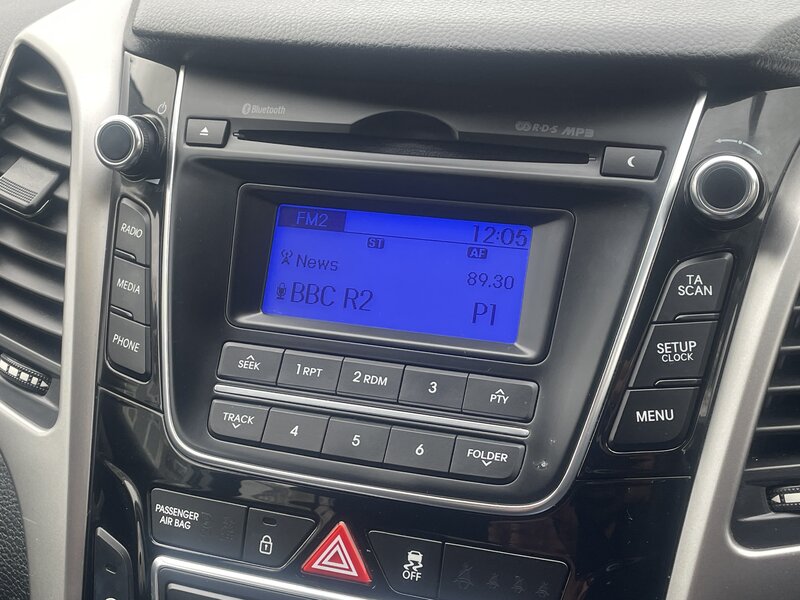 Bluetooth
R·D·S MP3
FM2
12:05
ST
AF
News
89.30
BBC R2
P1
RADIO
MEDIA
PHONE
TA
SCAN
SETUP
CLOCK
MENU
SEEK
1 RPT
2 RDM
3
PTY
TRACK
4
5
6
FOLDER
PASSENGER
AIR BAG
OFF